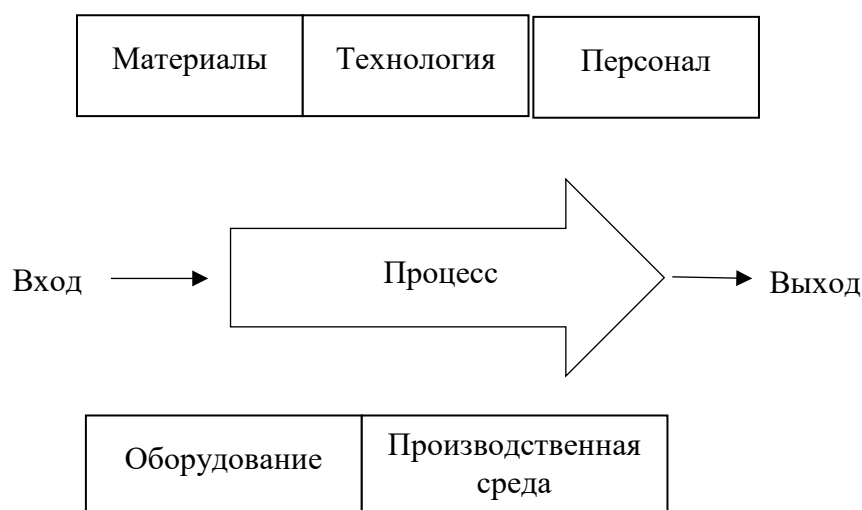 Материалы
Технология
Персонал
Вход
Процесс
Выход
Оборудование
Производственная
среда